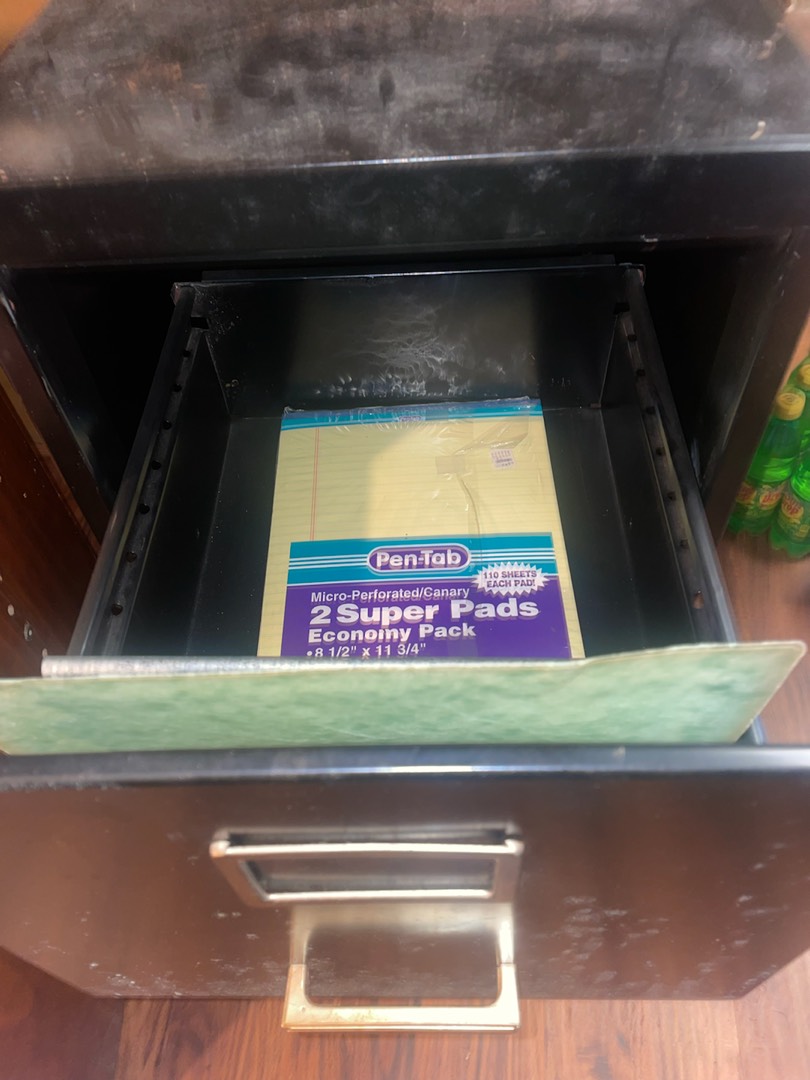 Pen-Tab
110 SHEETS
EACH PAD!
Micro-Perforated/Canary
2 Super Pads
Economy Pack
•8 1/2" x 11 3/4"